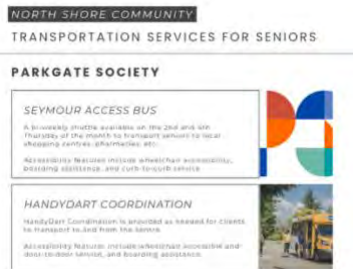 NORTH SHORE COMMUNITY
TRANSPORTATION SERVICES FOR SENIORS
PARKGATE SOCIETY
SEYMOUR ACCESS BUS
A bi-weekly shuttle available on the 2nd and 4th
Thursday of the month to transport seniors to local
shopping centres, pharmacies, etc.
Accessibility features include wheelchair accessibility,
boarding assistance, and curb-to-curb service.
HANDYDART COORDINATION
HandyDart Coordination is provided as needed for clients
to transport to and from the centre.
Accessibility features include wheelchair accessible and
door-to-door service, and boarding assistance.